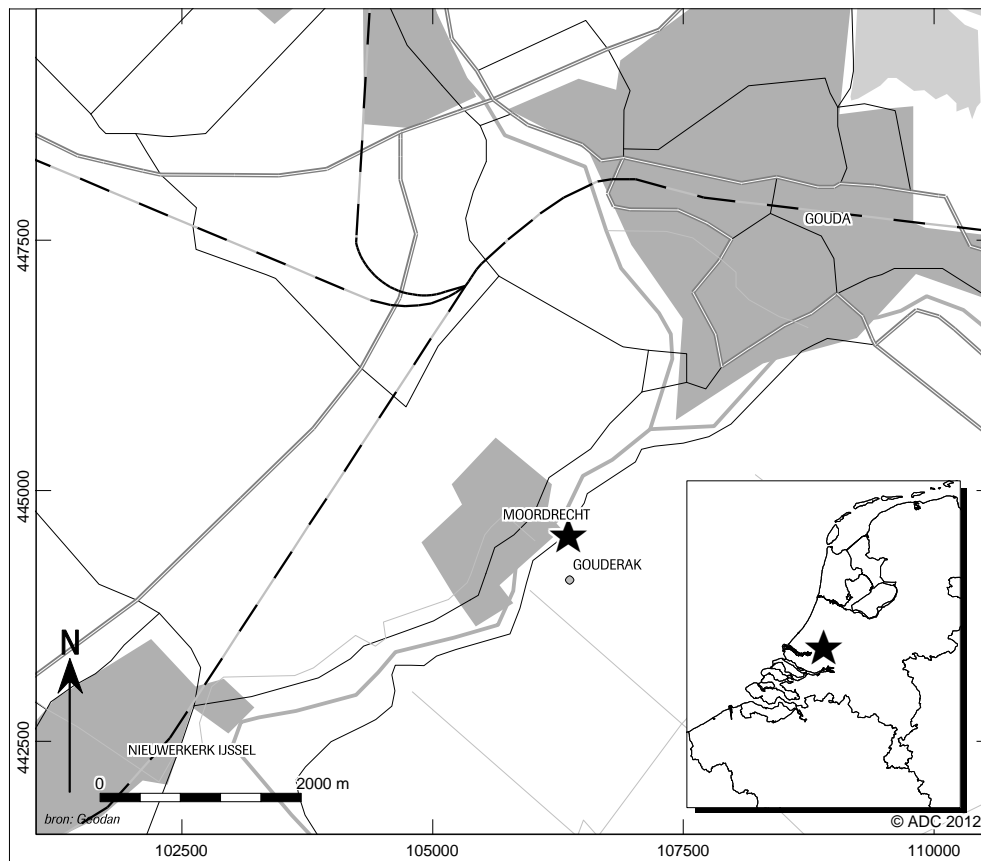 447500
445000
442500
GOUDA
MOORDRECHT
GOUDERAK
N
NIEUWERKERK IJSSEL
0 2000 m
bron: Geodan
© ADC 2012
102500 105000 107500 110000